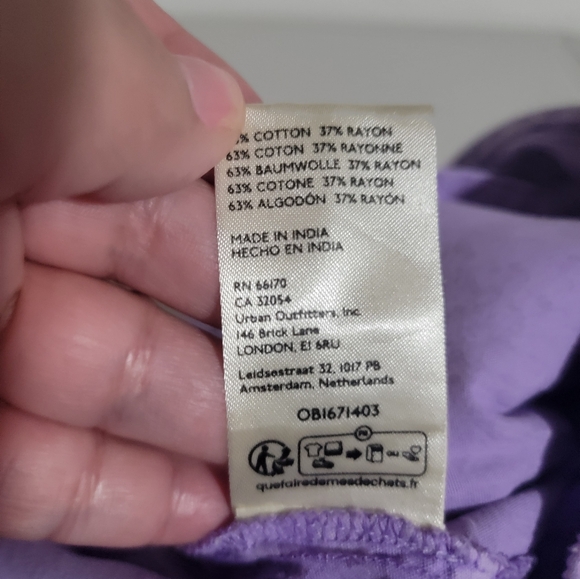 % COTTON 37% RAYON
63% COTON 37% RAYONNE
63% BAUMWOLLE 37% RAYON
63% COTONE 37% RAYON
63% ALGODÓN 37% RAYÓN
MADE IN INDIA
HECHO EN INDIA
RN 66170
CA 32054
Urban Outfitters, Inc.
146 Brick Lane
LONDON, E1 6RU
Leidsestraat 32, 1017 PB
Amsterdam, Netherlands
OB1671403
FR
OU
quefairedemesdechets.fr